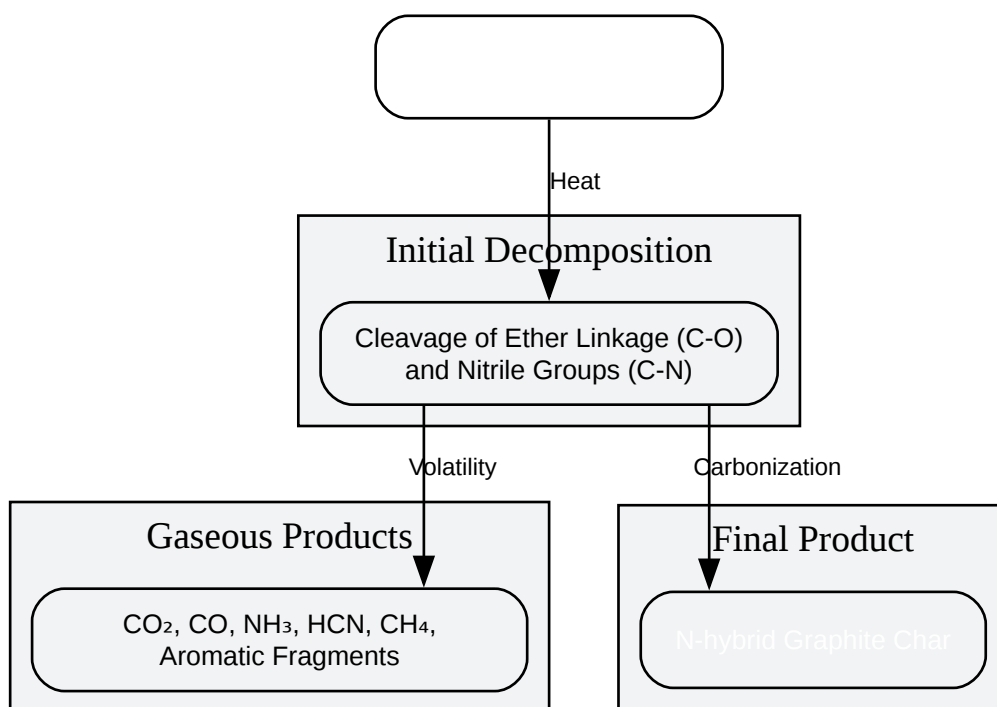 Heat
Initial Decomposition
Cleavage of Ether Linkage (C-O)
and Nitrile Groups (C-N)
Volatility
Carbonization
Gaseous Products
Final Product
CO₂, CO, NH₃, HCN, CH₄,
Aromatic Fragments
N-hybrid Graphite Char